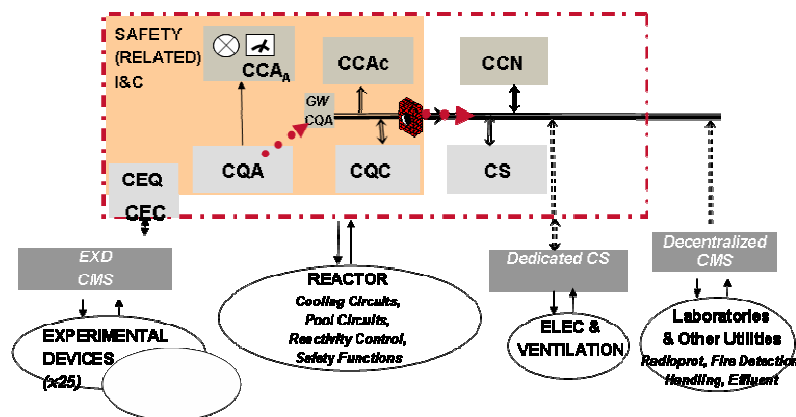 SAFETY
(RELATED)
I&C
CCAA
CCAc
CCN
GW
CQA
CQA
CQC
CS
CEQ
CEC
EXD
CMS
Dedicated CS
Decentralized
CMS
REACTOR
Cooling Circuits,
Pool Circuits,
Reactivity Control,
Safety Functions
EXPERIMENTAL
DEVICES
(x25)
ELEC &
VENTILATION
Laboratories
& Other Utilities
Radioprot, Fire Detection
Handling, Effluent